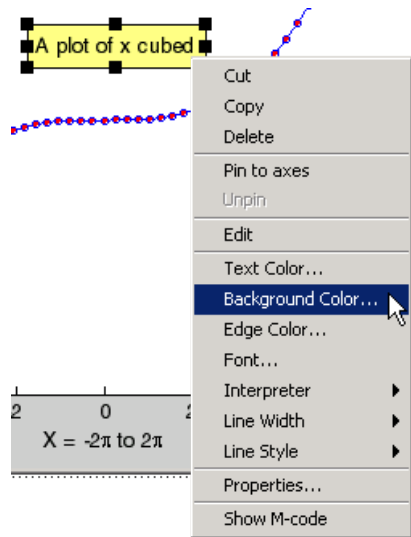 A plot of x cubed
Cut
Copy
Delete
Pin to axes
Unpin
Edit
Text Color...
Background Color...
Edge Color...
Font...
Interpreter
Line Width
Line Style
Properties...
Show M-code
2 0 2
X = -2π to 2π